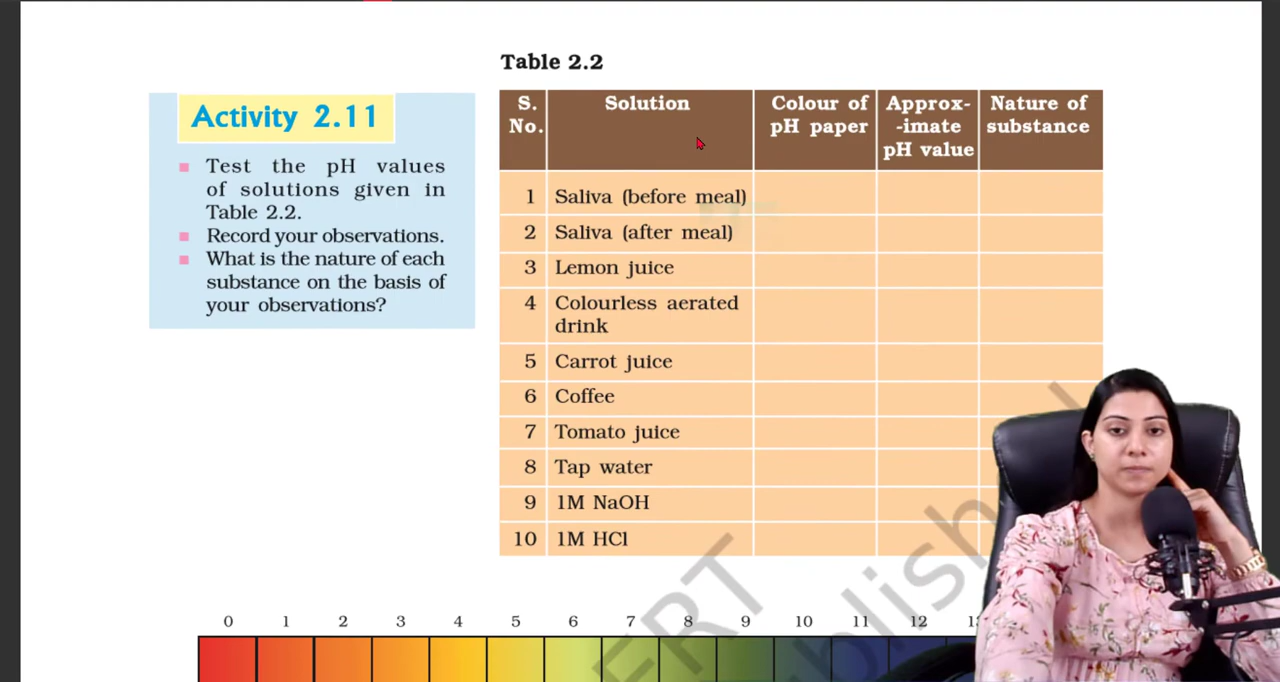 Table 2.2
Activity 2.11
Test the pH values
of solutions given in
Table 2.2.
Record your observations.
What is the nature of each
substance on the basis of
your observations?
S. No. Solution Colour of pH paper Approx--imate pH value Nature of substance
1 Saliva (before meal)
2 Saliva (after meal)
3 Lemon juice
4 Colourless aerated
drink
5 Carrot juice
6 Coffee
7 Tomato juice
8 Tap water
9 1M NaOH
10 1M HCl
0 1 2 3 4 5 6 7 8 9 10 11 12